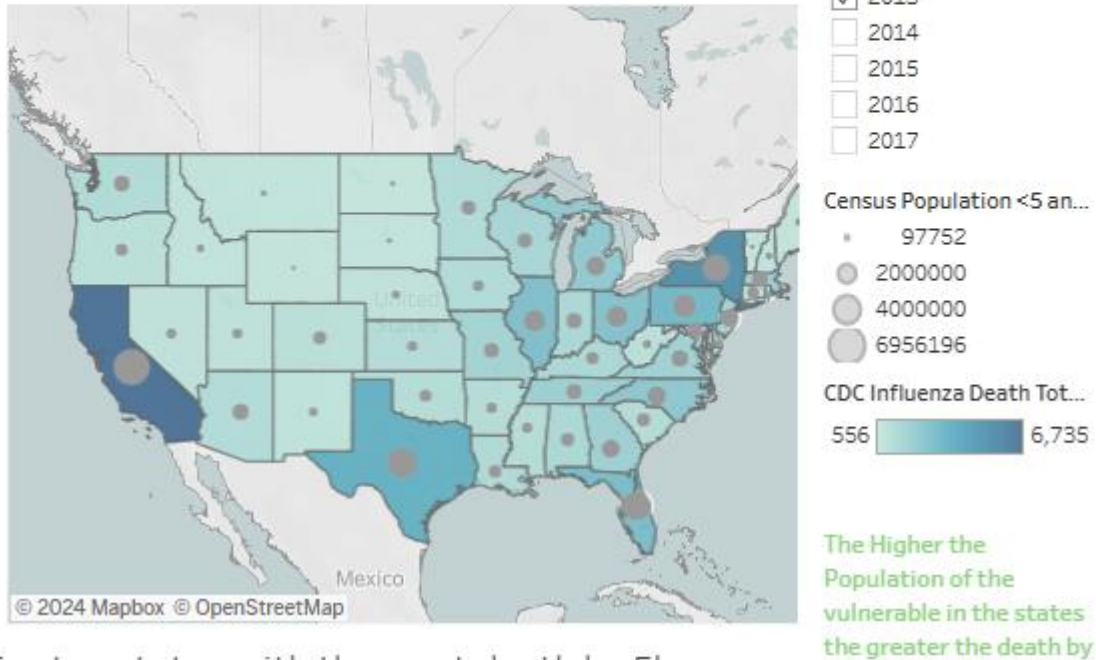 2013
2014
2015
2016
2017
Census Population <5 an...
97752
2000000
4000000
6956196
CDC Influenza Death Tot...
556 6,735
United
States
Mexico
© 2024 Mapbox © OpenStreetMap
The Higher the
Population of the
vulnerable in the states
the greater the death by